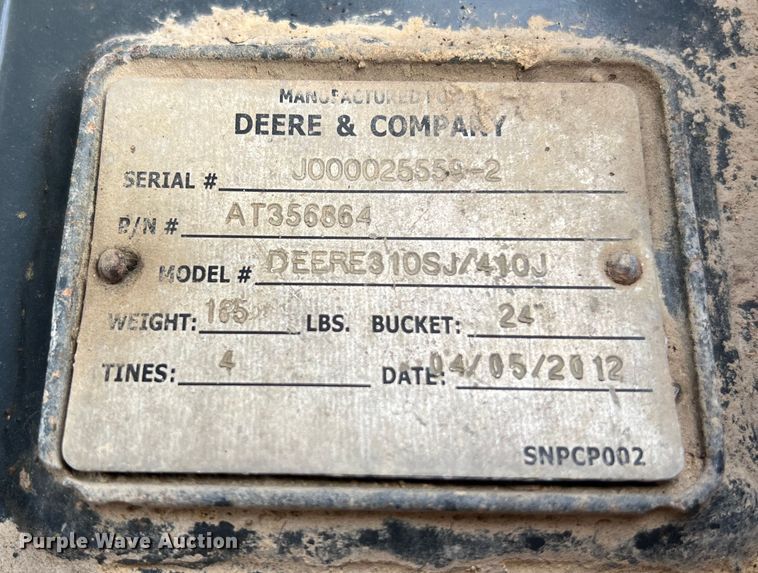 MANUFACTURED FOR
DEERE & COMPANY
SERIAL # J000025559-2
P/N # AT356864
MODEL # DEERE310SJ/410J
WEIGHT: 165 LBS. BUCKET: 24"
TINES: 4 DATE: 04/05/2012
SNPCP002
Purple Wave Auction